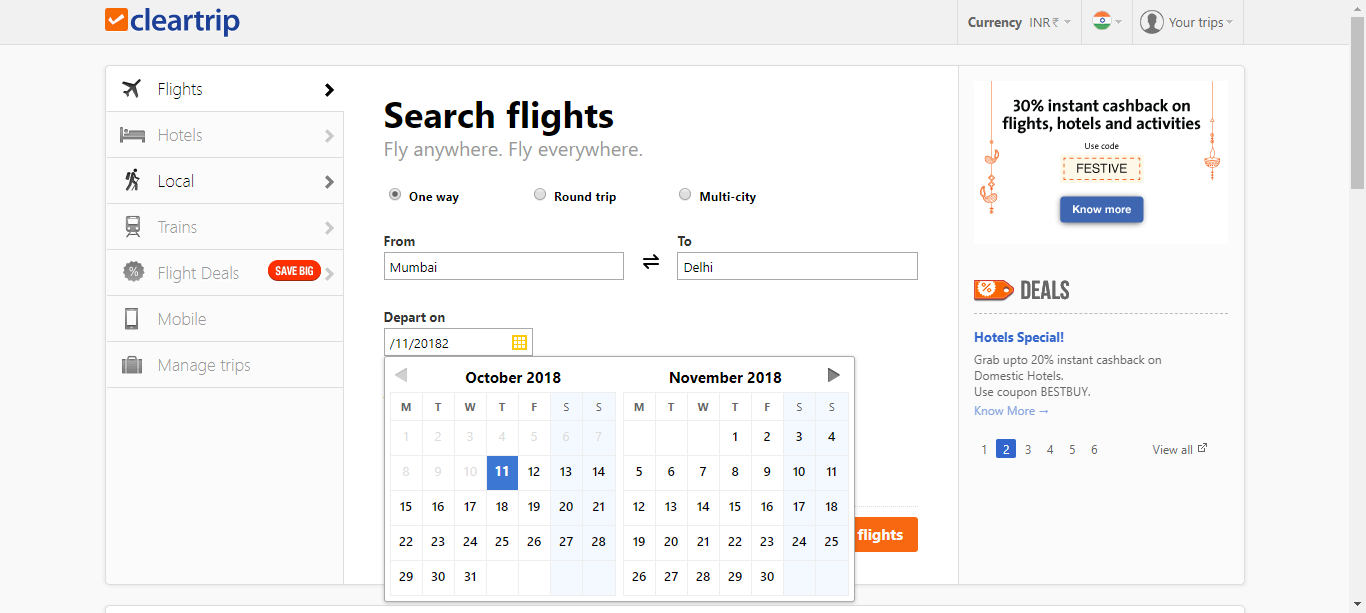 cleartrip
Currency INR ₹
Your trips
Flights
Hotels
Local
Trains
% Flight Deals SAVE BIG
Mobile
Manage trips
Search flights
Fly anywhere. Fly everywhere.
One way Round trip Multi-city
From To
Mumbai Delhi
Depart on
/11/20182
October 2018 November 2018
M T W T F S S M T W T F S S
1 2 3 4 5 6 7 1 2 3 4
8 9 10 11 12 13 14 5 6 7 8 9 10 11
15 16 17 18 19 20 21 12 13 14 15 16 17 18
22 23 24 25 26 27 28 19 20 21 22 23 24 25
29 30 31 26 27 28 29 30
flights
30% instant cashback on
flights, hotels and activities
Use code
FESTIVE
Know more
% DEALS
Hotels Special!
Grab upto 20% instant cashback on
Domestic Hotels.
Use coupon BESTBUY.
Know More →
1 2 3 4 5 6 View all